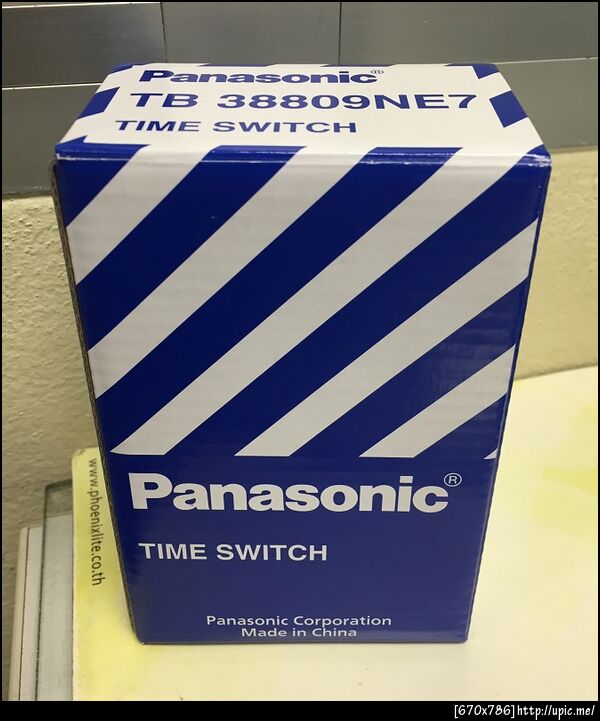 Panasonic®
TB 38809NE7
TIME SWITCH
Panasonic®
TIME SWITCH
Panasonic Corporation
Made in China
www.phoenixlite.co.th
[670x786]http://upic.me/